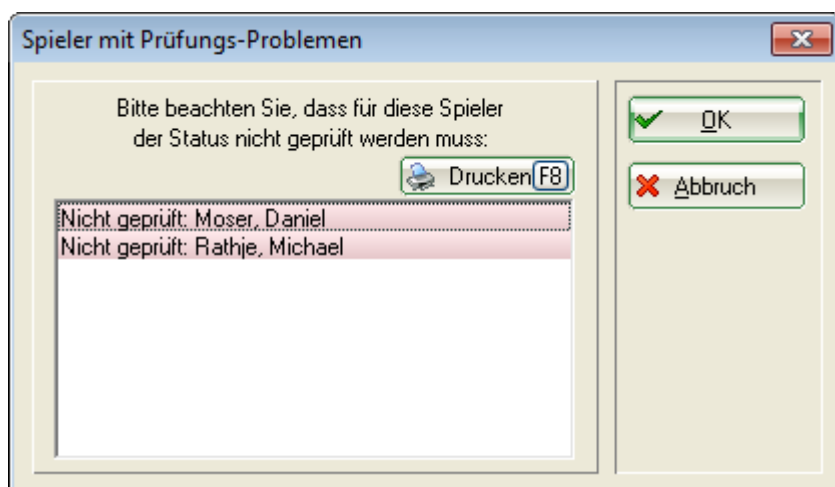 Spieler mit Prüfungs-Problemen
Bitte beachten Sie, dass für diese Spieler
der Status nicht geprüft werden muss:
Drucken F8
Nicht geprüft: Moser, Daniel
Nicht geprüft: Rathje, Michael
OK
Abbruch